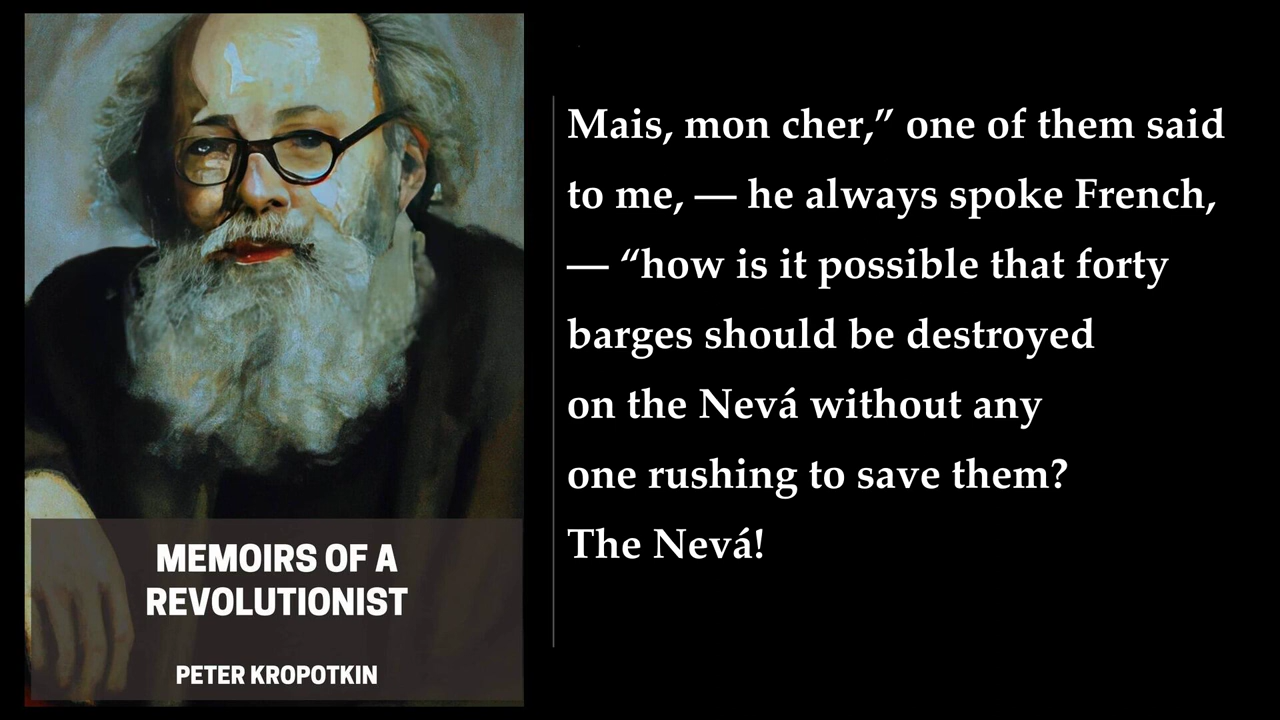 Mais, mon cher,” one of them said
to me, — he always spoke French,
— “how is it possible that forty
barges should be destroyed
on the Nevá without any
one rushing to save them?
The Nevá!
MEMOIRS OF A
REVOLUTIONIST
PETER KROPOTKIN